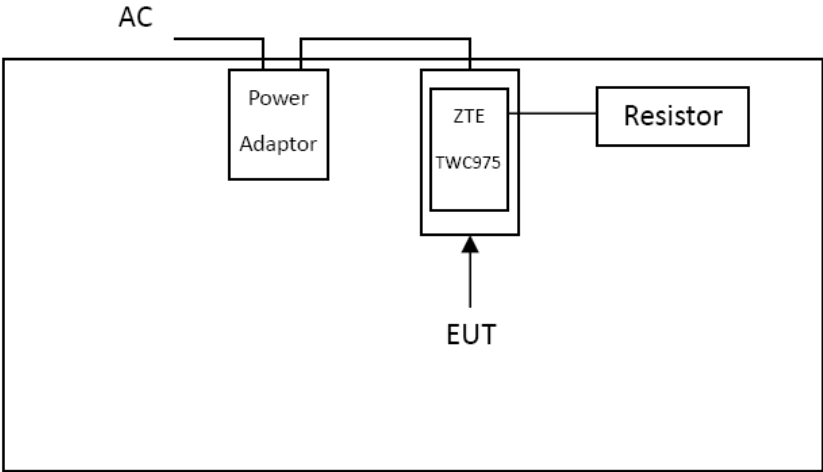 AC
Power
Adaptor
ZTE
TWC975
Resistor
EUT